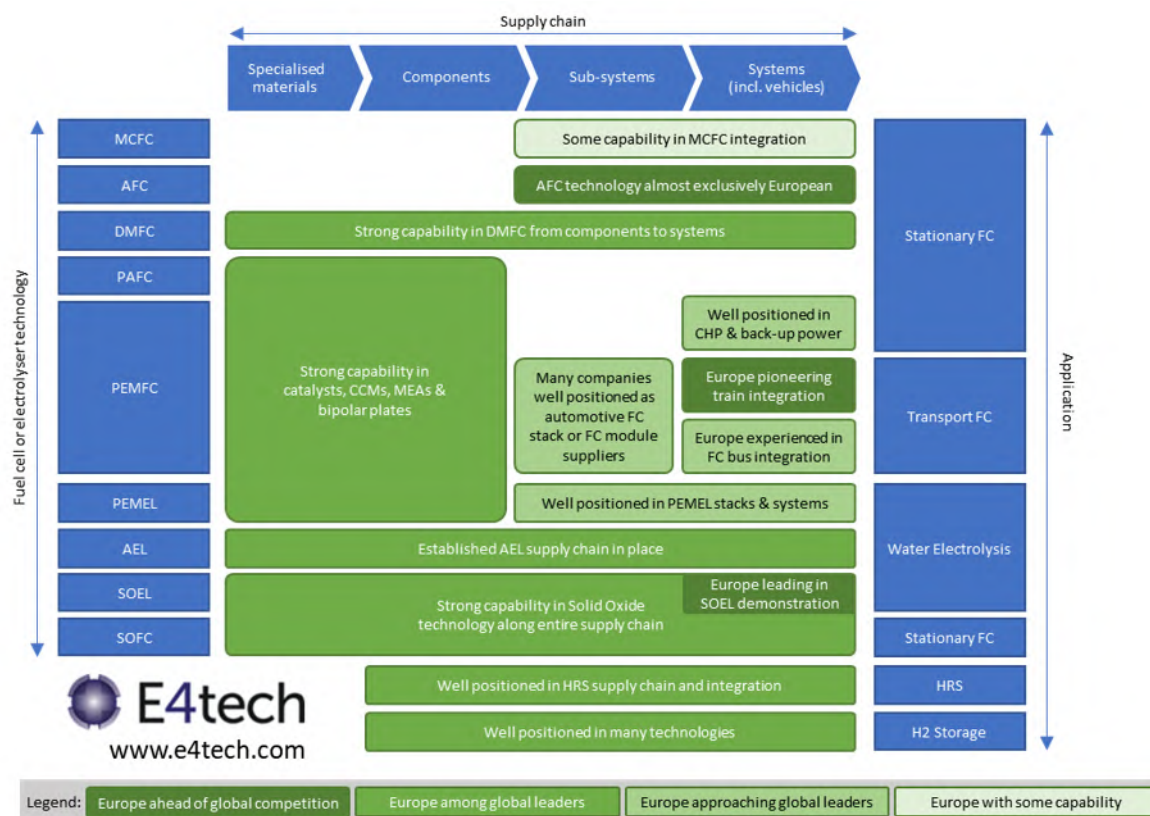 Supply chain
Specialised
materials
Components
Sub-systems
Systems
(incl. vehicles)
Fuel cell or electrolyser technology
MCFC
AFC
DMFC
PAFC
PEMFC
PEMEL
AEL
SOEL
SOFC
Some capability in MCFC integration
AFC technology almost exclusively European
Strong capability in DMFC from components to systems
Strong capability in
catalysts, CCMs, MEAs &
bipolar plates
Well positioned in
CHP & back-up power
Many companies
well positioned as
automotive FC
stack or FC module
suppliers
Europe pioneering
train integration
Europe experienced in
FC bus integration
Well positioned in PEMEL stacks & systems
Established AEL supply chain in place
Europe leading in
SOEL demonstration
Strong capability in Solid Oxide
technology along entire supply chain
Well positioned in HRS supply chain and integration
Well positioned in many technologies
Stationary FC
Transport FC
Water Electrolysis
Stationary FC
HRS
H2 Storage
Application
E4tech
www.e4tech.com
Legend:
Europe ahead of global competition
Europe among global leaders
Europe approaching global leaders
Europe with some capability